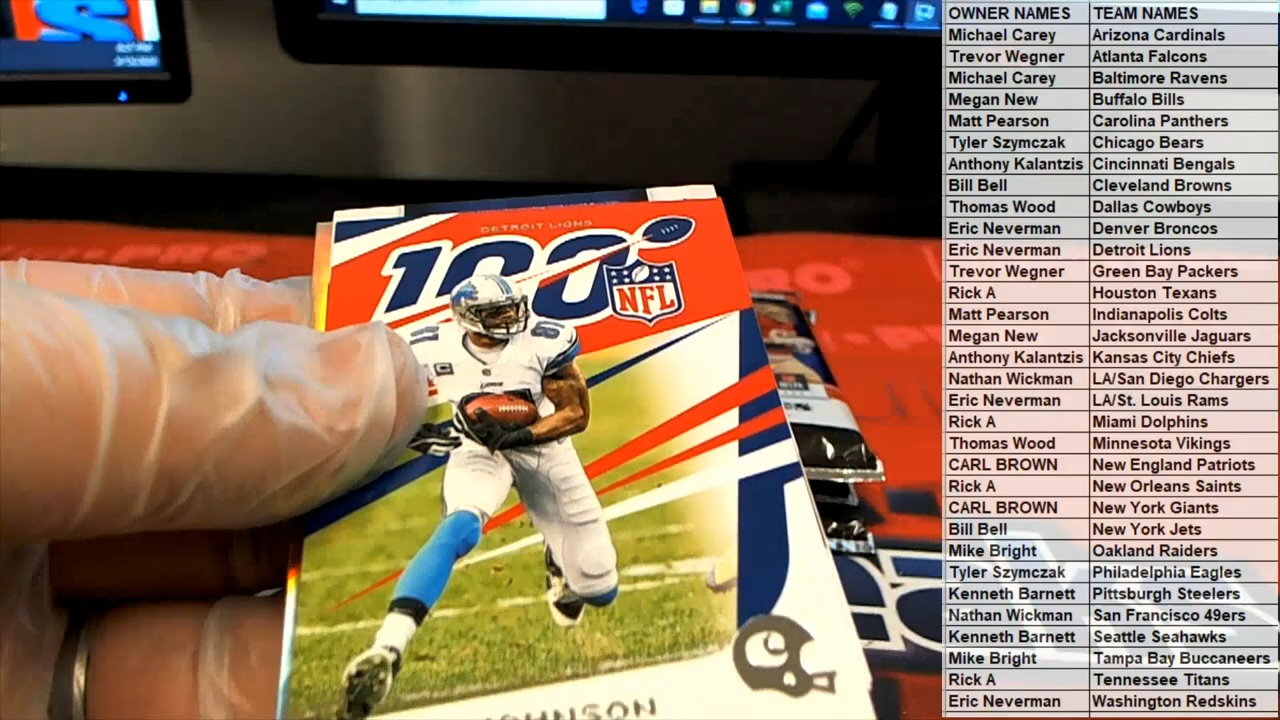 DETROIT LIONS
100
NFL
81
81
C
LIONS
JOHNSON
OWNER NAMES TEAM NAMES
Michael Carey Arizona Cardinals
Trevor Wegner Atlanta Falcons
Michael Carey Baltimore Ravens
Megan New Buffalo Bills
Matt Pearson Carolina Panthers
Tyler Szymczak Chicago Bears
Anthony Kalantzis Cincinnati Bengals
Bill Bell Cleveland Browns
Thomas Wood Dallas Cowboys
Eric Neverman Denver Broncos
Eric Neverman Detroit Lions
Trevor Wegner Green Bay Packers
Rick A Houston Texans
Matt Pearson Indianapolis Colts
Megan New Jacksonville Jaguars
Anthony Kalantzis Kansas City Chiefs
Nathan Wickman LA/San Diego Chargers
Eric Neverman LA/St. Louis Rams
Rick A Miami Dolphins
Thomas Wood Minnesota Vikings
CARL BROWN New England Patriots
Rick A New Orleans Saints
CARL BROWN New York Giants
Bill Bell New York Jets
Mike Bright Oakland Raiders
Tyler Szymczak Philadelphia Eagles
Kenneth Barnett Pittsburgh Steelers
Nathan Wickman San Francisco 49ers
Kenneth Barnett Seattle Seahawks
Mike Bright Tampa Bay Buccaneers
Rick A Tennessee Titans
Eric Neverman Washington Redskins